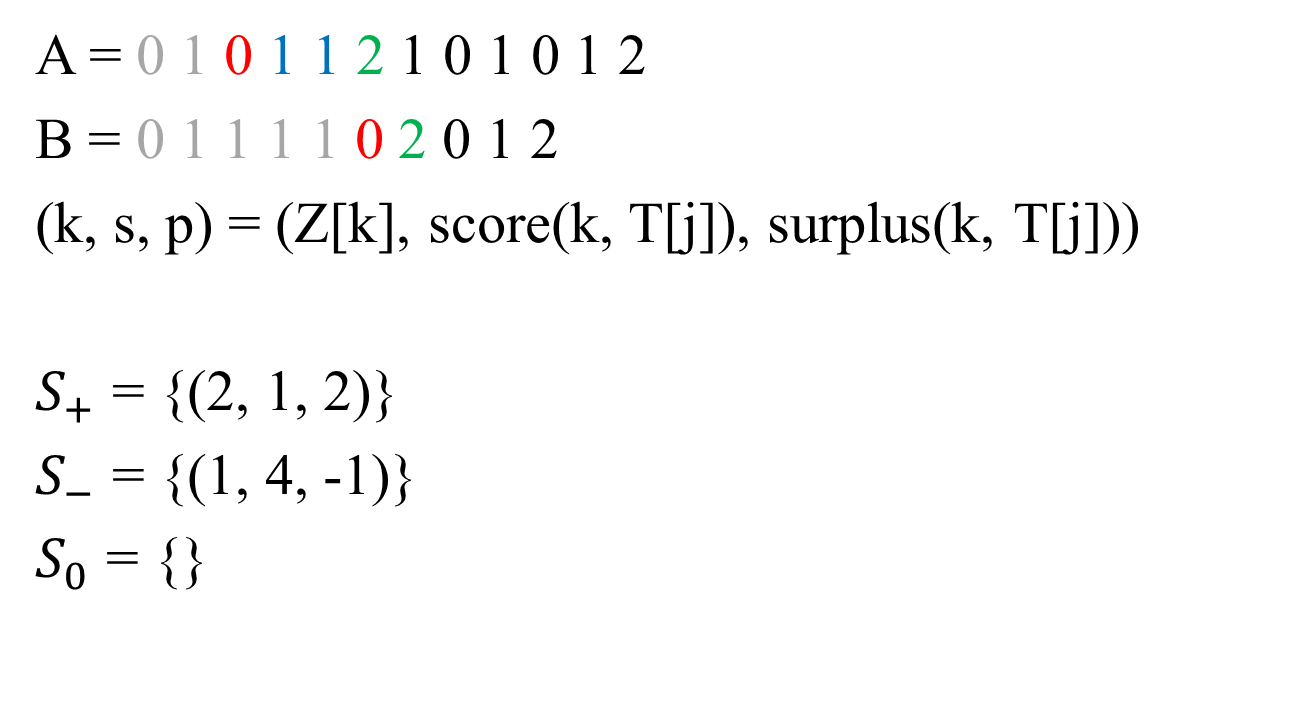 A = 0 1 0 1 1 2 1 0 1 0 1 2
B = 0 1 1 1 1 0 2 0 1 2
(k, s, p) = (Z[k], score(k, T[j]), surplus(k, T[j]))
S₊ = {(2, 1, 2)}
S₋ = {(1, 4, -1)}
S₀ = {}